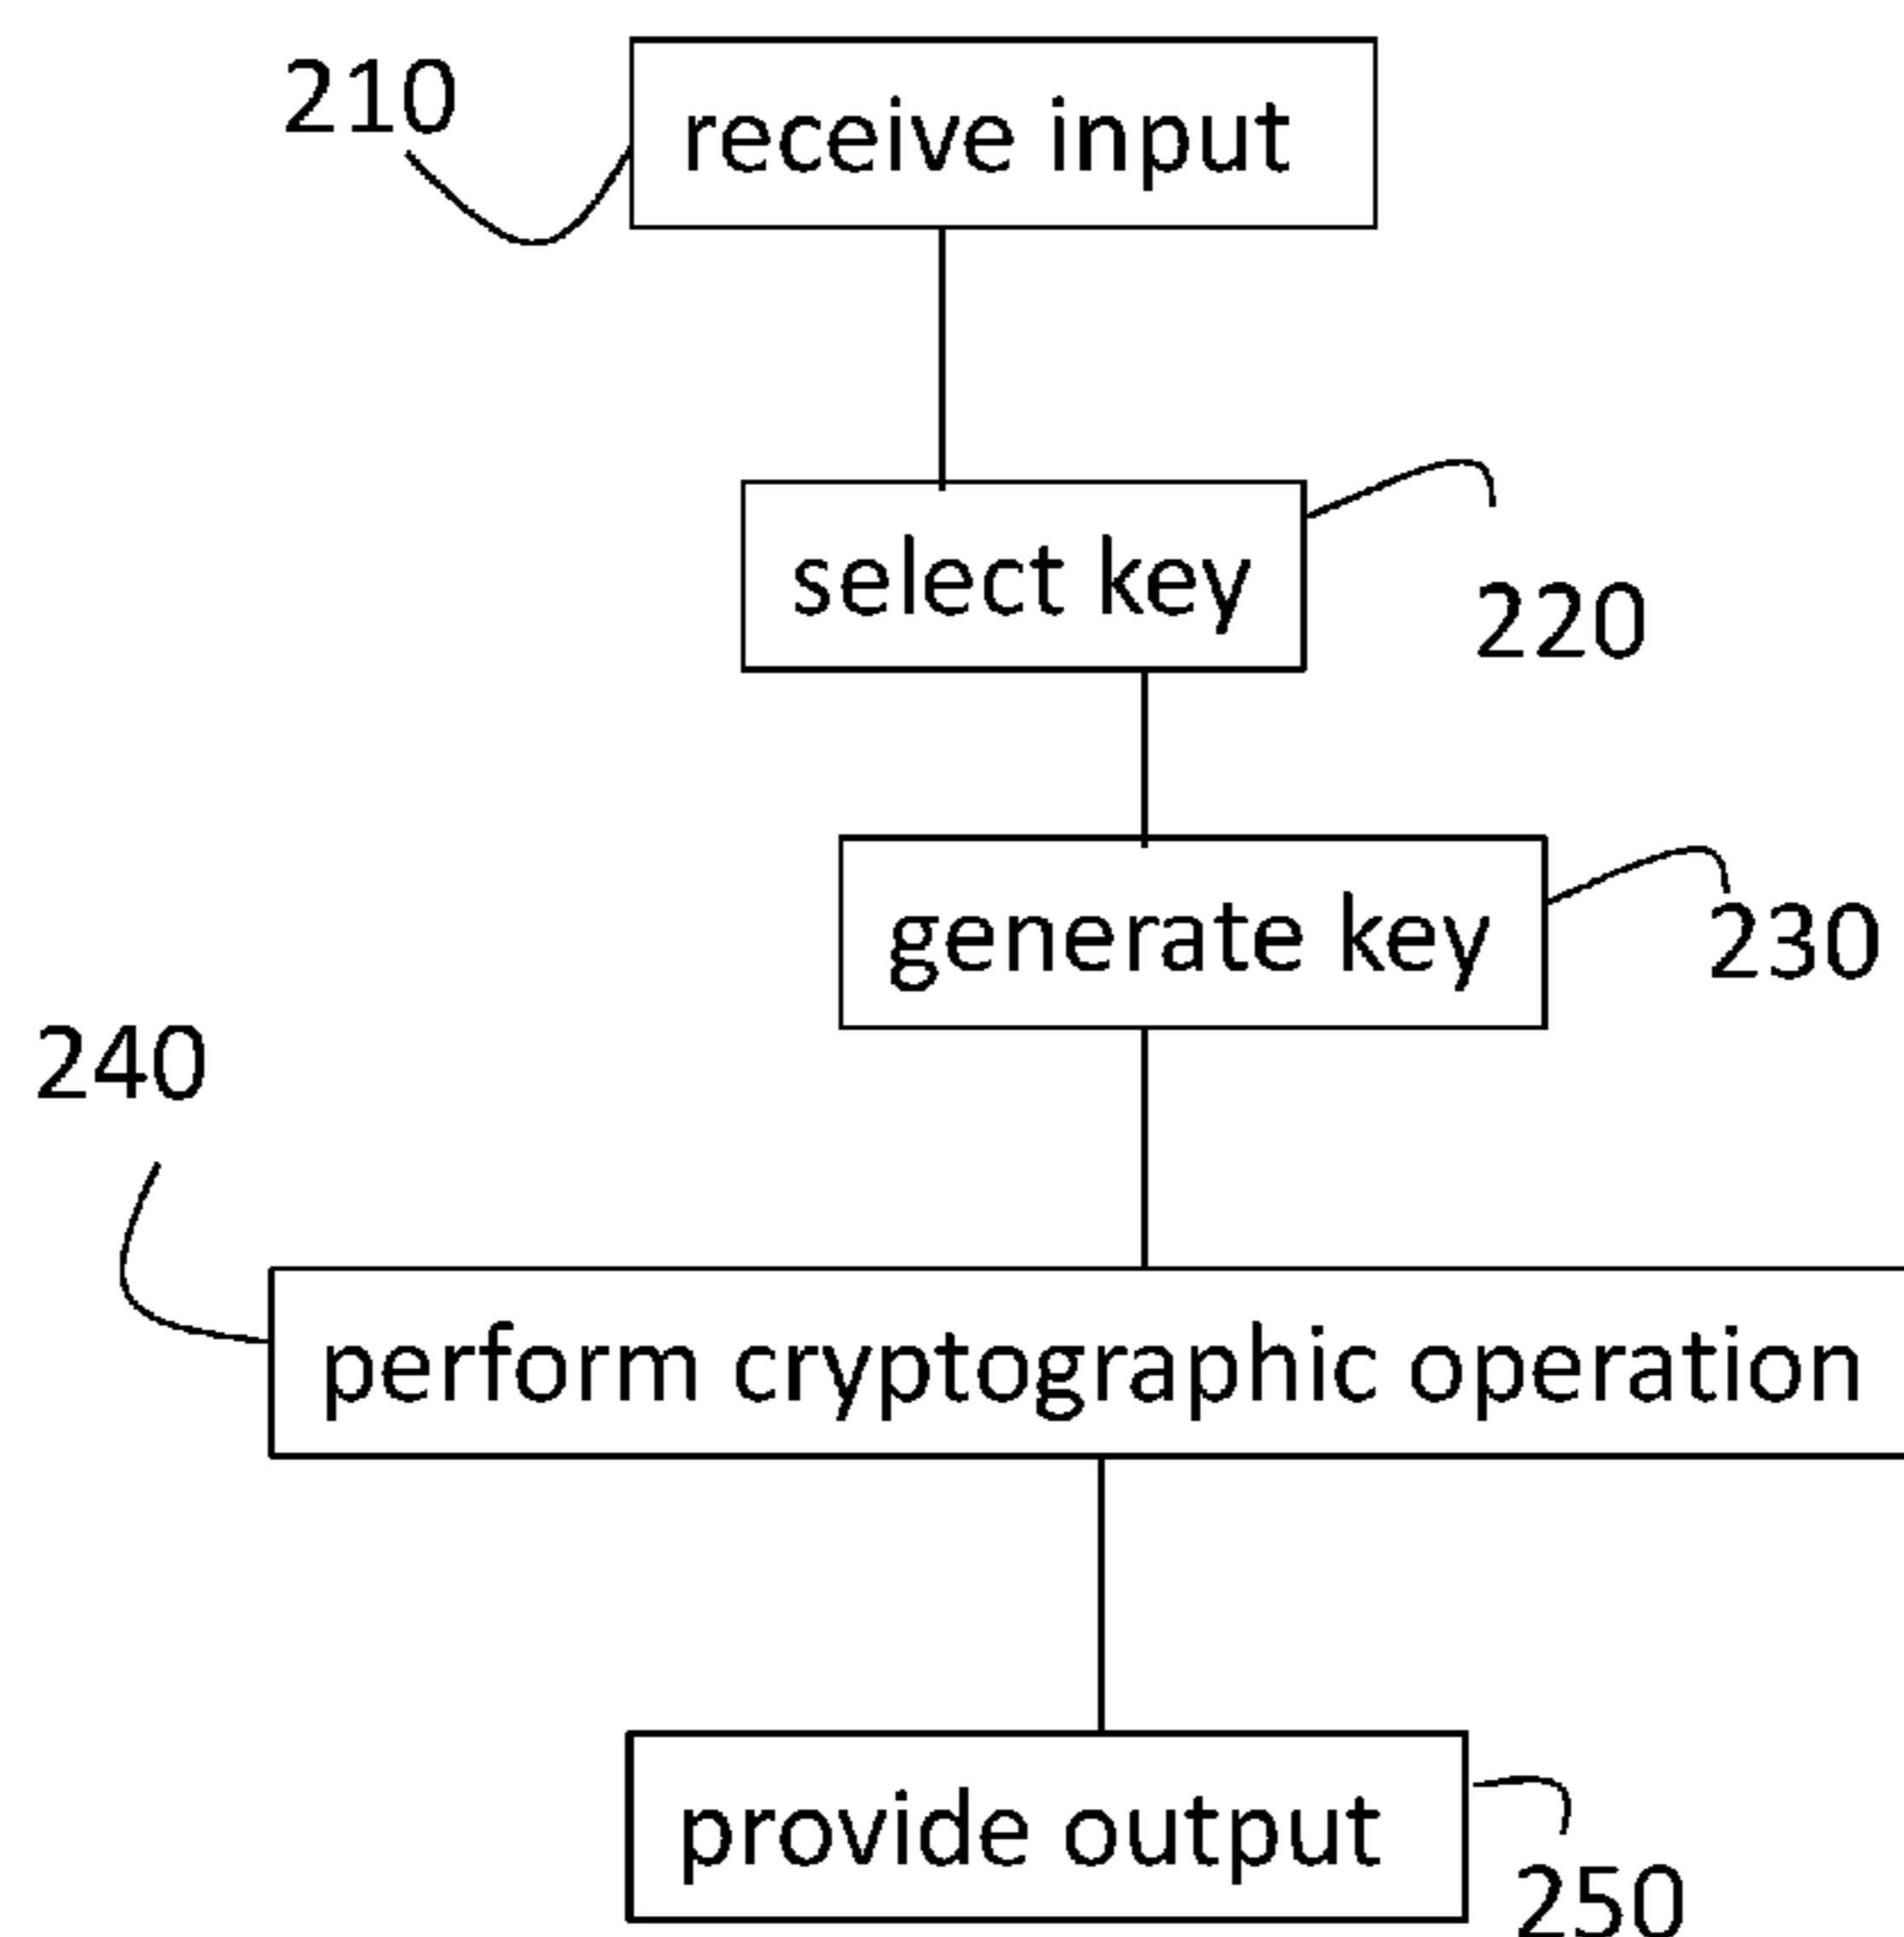 210
receive input
select key
220
generate key
230
240
perform cryptographic operation
provide output
250